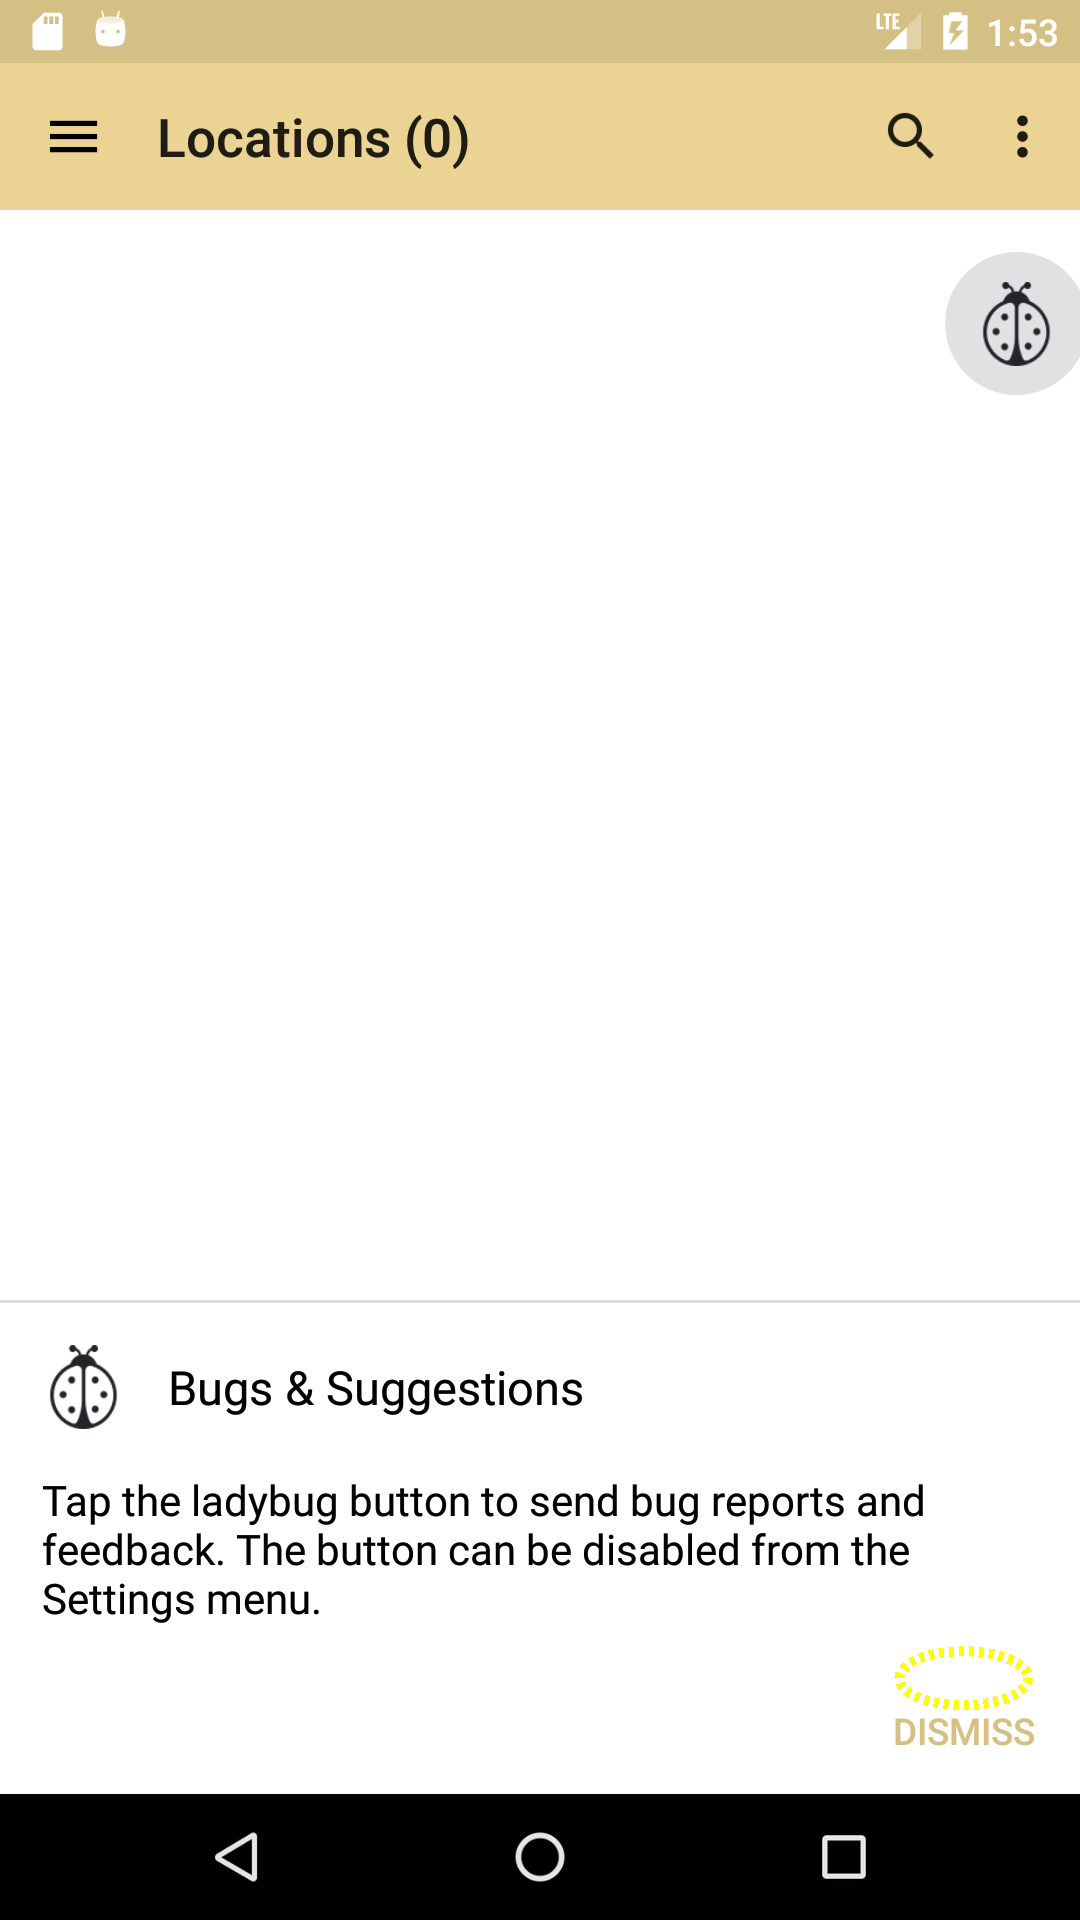 LTE 1:53
Locations (0)
Bugs & Suggestions
Tap the ladybug button to send bug reports and
feedback. The button can be disabled from the
Settings menu.
DISMISS